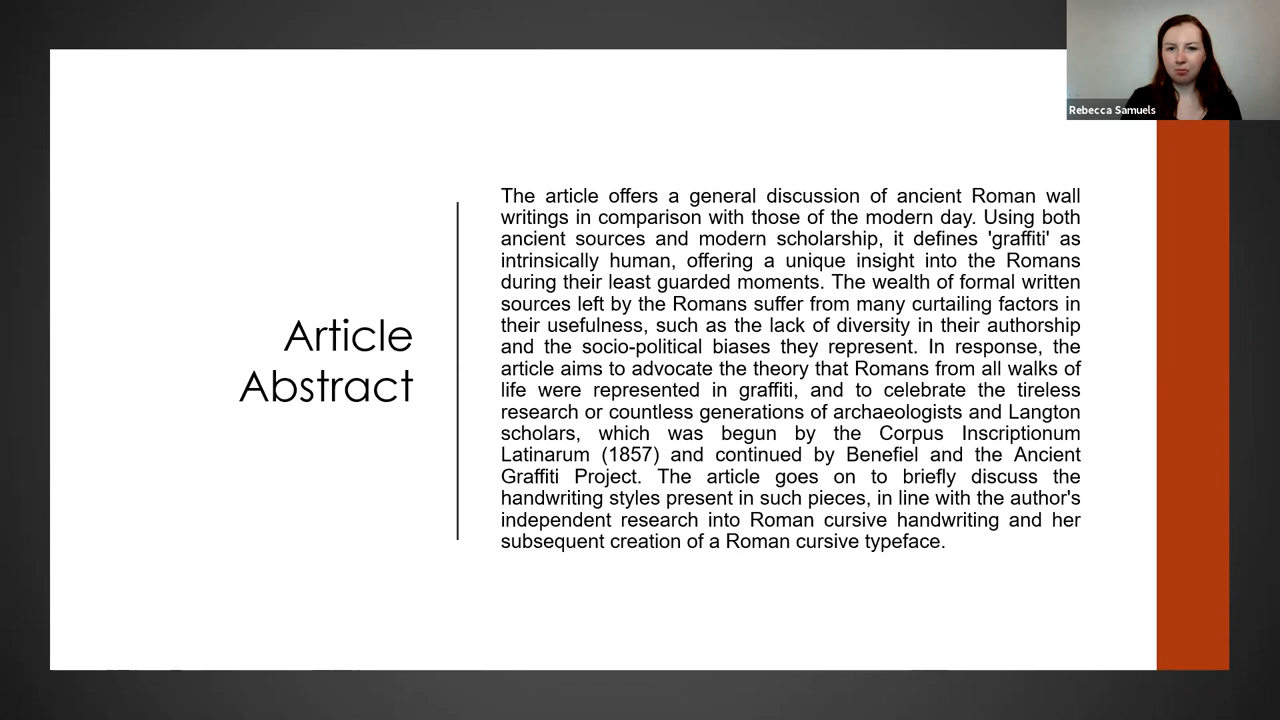 Rebecca Samuels
Article
Abstract
The article offers a general discussion of ancient Roman wall
writings in comparison with those of the modern day. Using both
ancient sources and modern scholarship, it defines 'graffiti' as
intrinsically human, offering a unique insight into the Romans
during their least guarded moments. The wealth of formal written
sources left by the Romans suffer from many curtailing factors in
their usefulness, such as the lack of diversity in their authorship
and the socio-political biases they represent. In response, the
article aims to advocate the theory that Romans from all walks of
life were represented in graffiti, and to celebrate the tireless
research or countless generations of archaeologists and Langton
scholars, which was begun by the Corpus Inscriptionum
Latinarum (1857) and continued by Benefiel and the Ancient
Graffiti Project. The article goes on to briefly discuss the
handwriting styles present in such pieces, in line with the author's
independent research into Roman cursive handwriting and her
subsequent creation of a Roman cursive typeface.